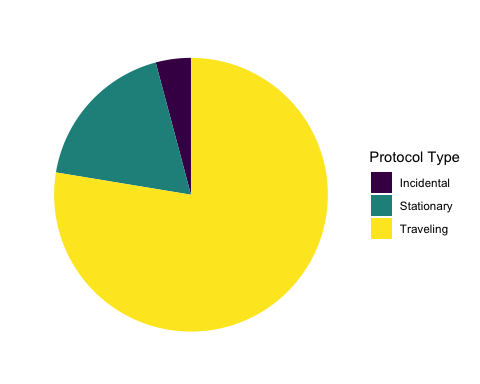 Protocol Type
Incidental
Stationary
Traveling